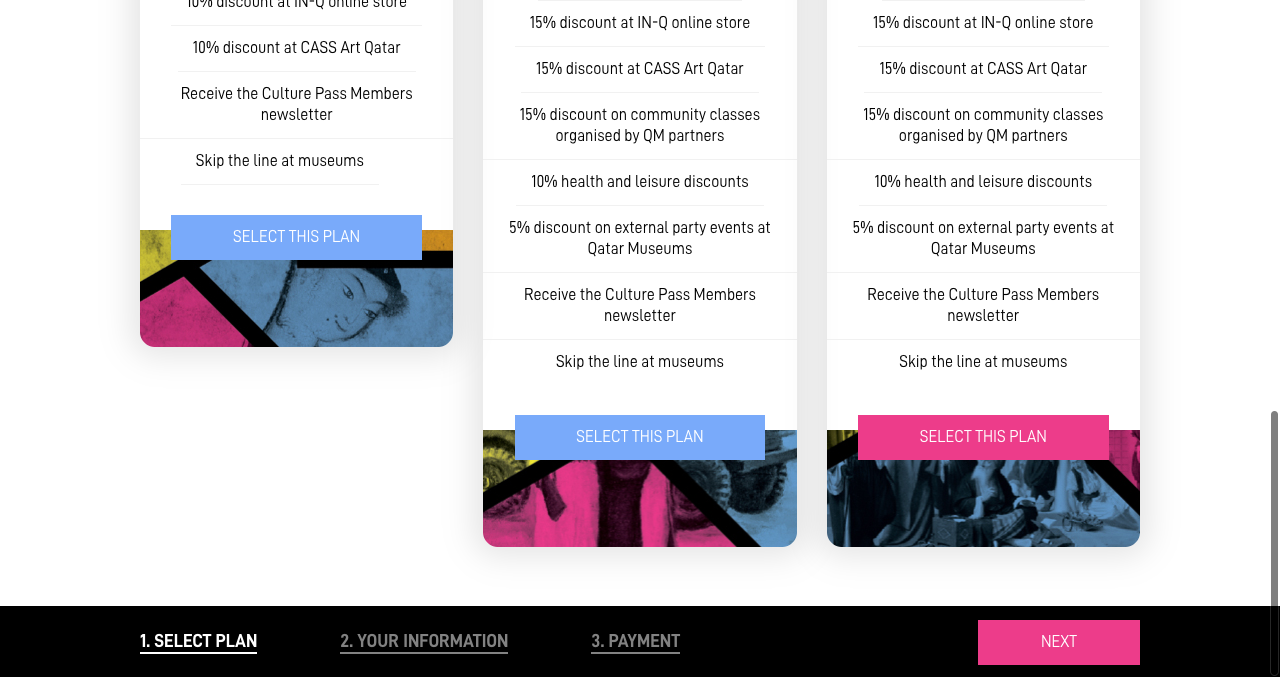 10% discount at IN-Q online store
10% discount at CASS Art Qatar
Receive the Culture Pass Members
newsletter
Skip the line at museums
SELECT THIS PLAN
15% discount at IN-Q online store
15% discount at CASS Art Qatar
15% discount on community classes
organised by QM partners
10% health and leisure discounts
5% discount on external party events at
Qatar Museums
Receive the Culture Pass Members
newsletter
Skip the line at museums
SELECT THIS PLAN
15% discount at IN-Q online store
15% discount at CASS Art Qatar
15% discount on community classes
organised by QM partners
10% health and leisure discounts
5% discount on external party events at
Qatar Museums
Receive the Culture Pass Members
newsletter
Skip the line at museums
SELECT THIS PLAN
1. SELECT PLAN
2. YOUR INFORMATION
3. PAYMENT
NEXT